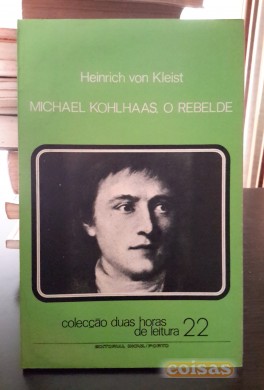 Heinrich von Kleist
MICHAEL KOHLHAAS, O REBELDE
colecção duas horas
de leitura 22
EDITORIAL INOVA/PORTO
coisas